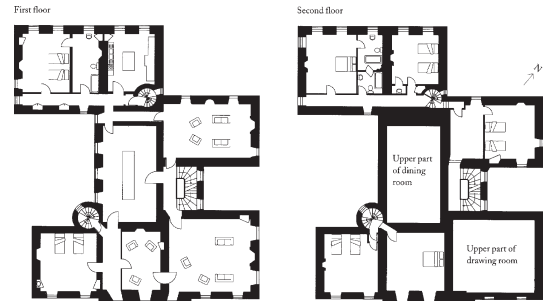 First floor
Second floor
N
Upper part
of dining
room
Upper part of
drawing room